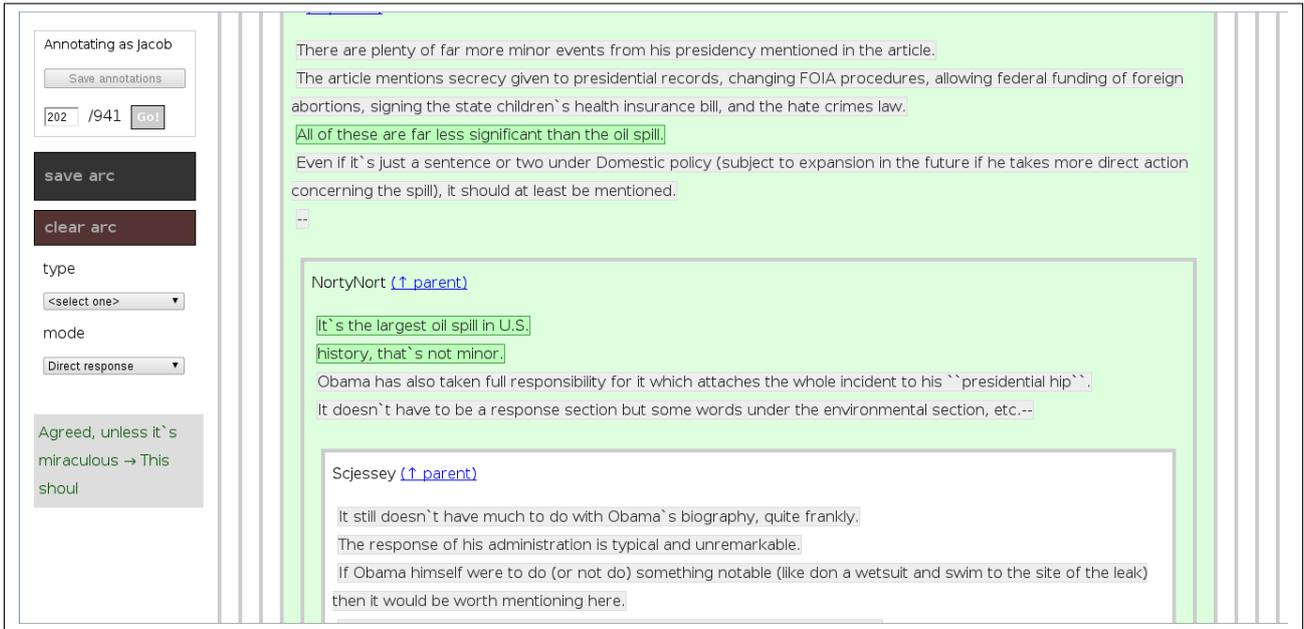 Annotating as Jacob
Save annotations
202 /941 Go!
save arc
clear arc
type
<select one>
mode
Direct response
Agreed, unless it`s
miraculous → This
shoul
There are plenty of far more minor events from his presidency mentioned in the article.
The article mentions secrecy given to presidential records, changing FOIA procedures, allowing federal funding of foreign
abortions, signing the state children`s health insurance bill, and the hate crimes law.
All of these are far less significant than the oil spill.
Even if it`s just a sentence or two under Domestic policy (subject to expansion in the future if he takes more direct action
concerning the spill), it should at least be mentioned.
--
NortyNort (↑ parent)
It`s the largest oil spill in U.S.
history, that`s not minor.
Obama has also taken full responsibility for it which attaches the whole incident to his ``presidential hip``.
It doesn`t have to be a response section but some words under the environmental section, etc.--
Scjessey (↑ parent)
It still doesn`t have much to do with Obama`s biography, quite frankly.
The response of his administration is typical and unremarkable.
If Obama himself were to do (or not do) something notable (like don a wetsuit and swim to the site of the leak)
then it would be worth mentioning here.